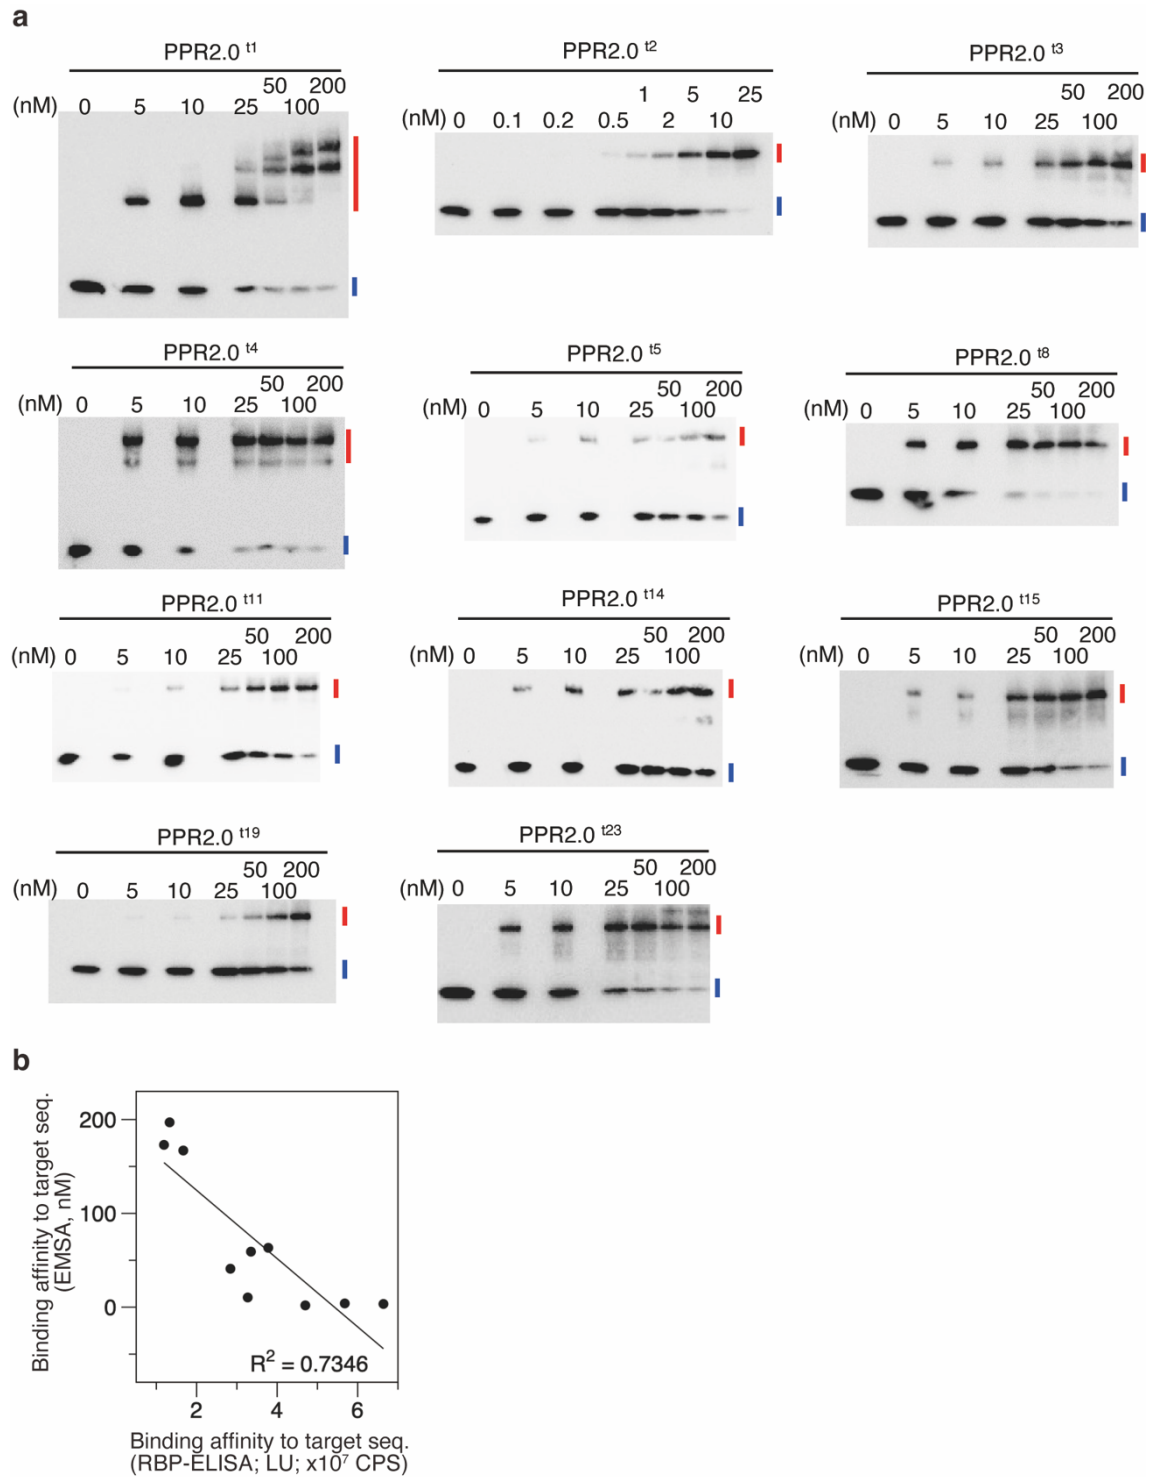 a
PPR2.0 t1
50 200
(nM) 0 5 10 25 100
PPR2.0 t2
1 5 25
(nM) 0 0.1 0.2 0.5 2 10
PPR2.0 t3
50 200
(nM) 0 5 10 25 100
PPR2.0 t4
50 200
(nM) 0 5 10 25 100
PPR2.0 t5
50 200
(nM) 0 5 10 25 100
PPR2.0 t8
50 200
(nM) 0 5 10 25 100
PPR2.0 t11
50 200
(nM) 0 5 10 25 100
PPR2.0 t14
50 200
(nM) 0 5 10 25 100
PPR2.0 t15
50 200
(nM) 0 5 10 25 100
PPR2.0 t19
50 200
(nM) 0 5 10 25 100
PPR2.0 t23
50 200
(nM) 0 5 10 25 100
b
Binding affinity to target seq.
(EMSA, nM)
200
100
0
R² = 0.7346
2 4 6
Binding affinity to target seq.
(RBP-ELISA; LU; x10⁷ CPS)